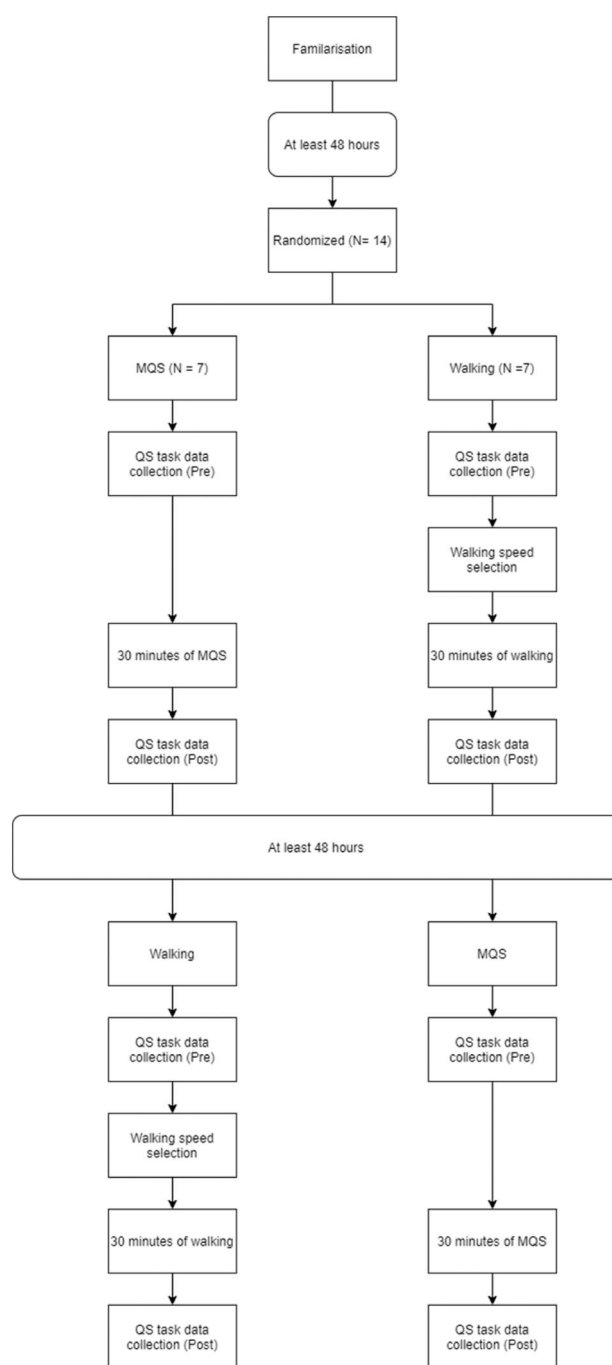 Familarisation
At least 48 hours
Randomized (N= 14)
MQS (N = 7)
Walking (N =7)
QS task data
collection (Pre)
QS task data
collection (Pre)
Walking speed
selection
30 minutes of MQS
30 minutes of walking
QS task data
collection (Post)
QS task data
collection (Post)
At least 48 hours
Walking
MQS
QS task data
collection (Pre)
QS task data
collection (Pre)
Walking speed
selection
30 minutes of walking
30 minutes of MQS
QS task data
collection (Post)
QS task data
collection (Post)